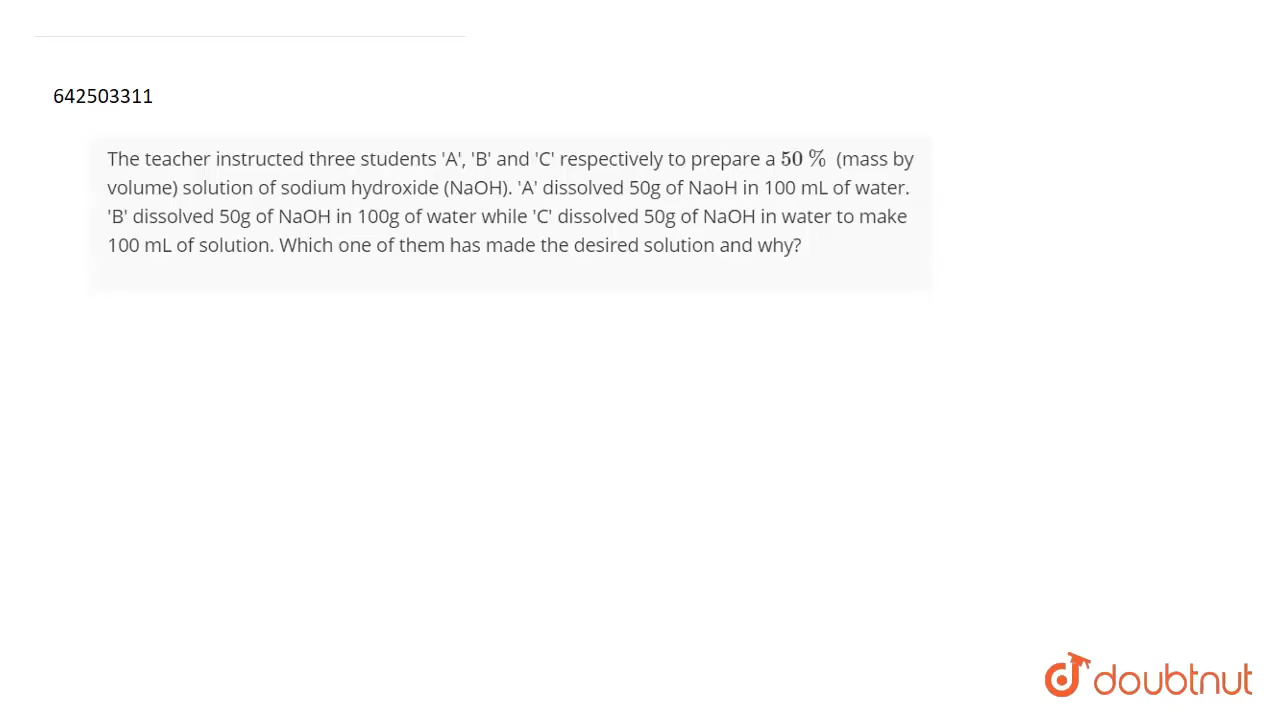 642503311
The teacher instructed three students 'A', 'B' and 'C' respectively to prepare a 50 % (mass by
volume) solution of sodium hydroxide (NaOH). 'A' dissolved 50g of NaoH in 100 mL of water.
'B' dissolved 50g of NaOH in 100g of water while 'C' dissolved 50g of NaOH in water to make
100 mL of solution. Which one of them has made the desired solution and why?
doubtnut